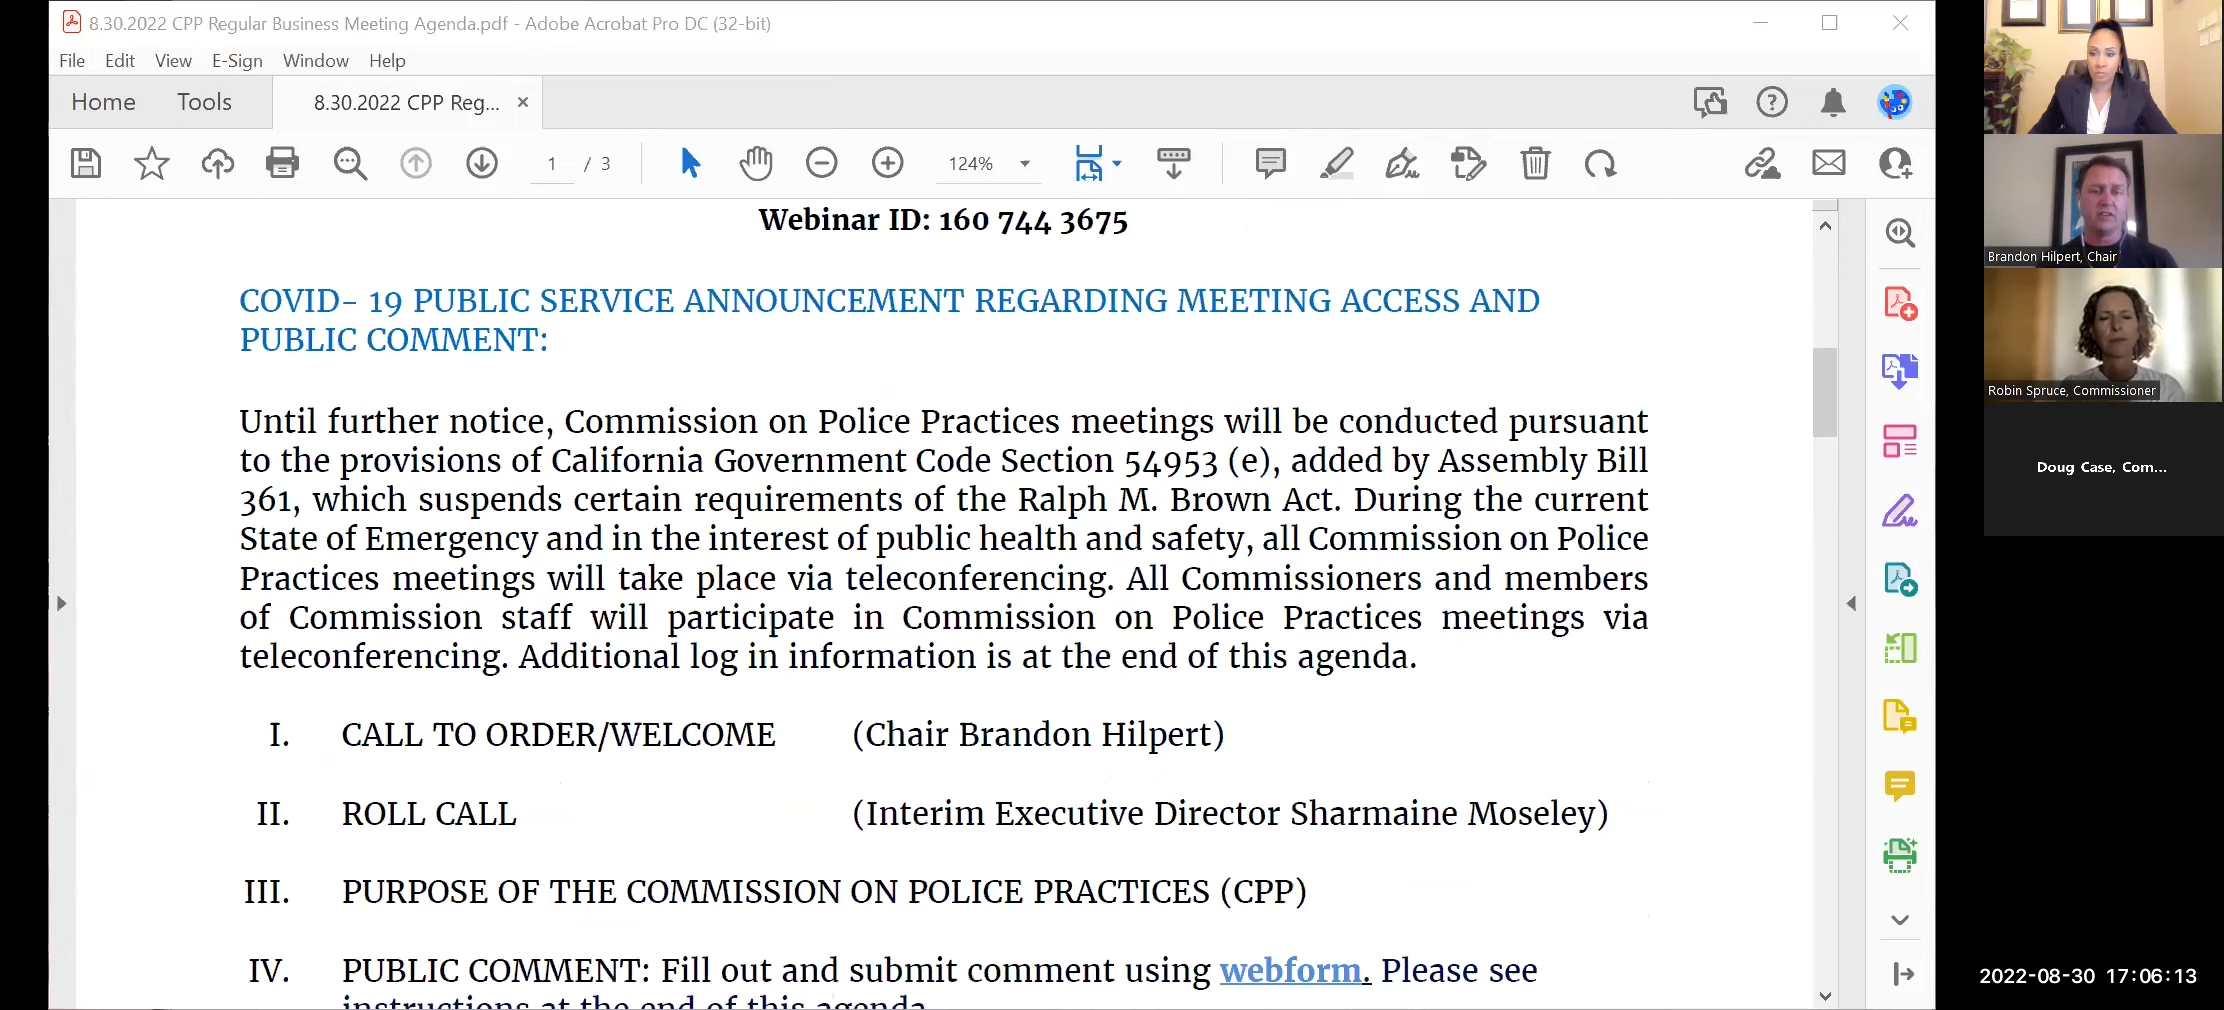 8.30.2022 CPP Regular Business Meeting Agenda.pdf - Adobe Acrobat Pro DC (32-bit)
File Edit View E-Sign Window Help
Home Tools 8.30.2022 CPP Reg...
1 / 3 124%
Webinar ID: 160 744 3675
COVID- 19 PUBLIC SERVICE ANNOUNCEMENT REGARDING MEETING ACCESS AND
PUBLIC COMMENT:
Until further notice, Commission on Police Practices meetings will be conducted pursuant
to the provisions of California Government Code Section 54953 (e), added by Assembly Bill
361, which suspends certain requirements of the Ralph M. Brown Act. During the current
State of Emergency and in the interest of public health and safety, all Commission on Police
Practices meetings will take place via teleconferencing. All Commissioners and members
of Commission staff will participate in Commission on Police Practices meetings via
teleconferencing. Additional log in information is at the end of this agenda.
I. CALL TO ORDER/WELCOME (Chair Brandon Hilpert)
II. ROLL CALL (Interim Executive Director Sharmaine Moseley)
III. PURPOSE OF THE COMMISSION ON POLICE PRACTICES (CPP)
IV. PUBLIC COMMENT: Fill out and submit comment using webform. Please see
instructions at the end of this agenda.
Brandon Hilpert, Chair
Robin Spruce, Commissioner
Doug Case, Com...
2022-08-30 17:06:13